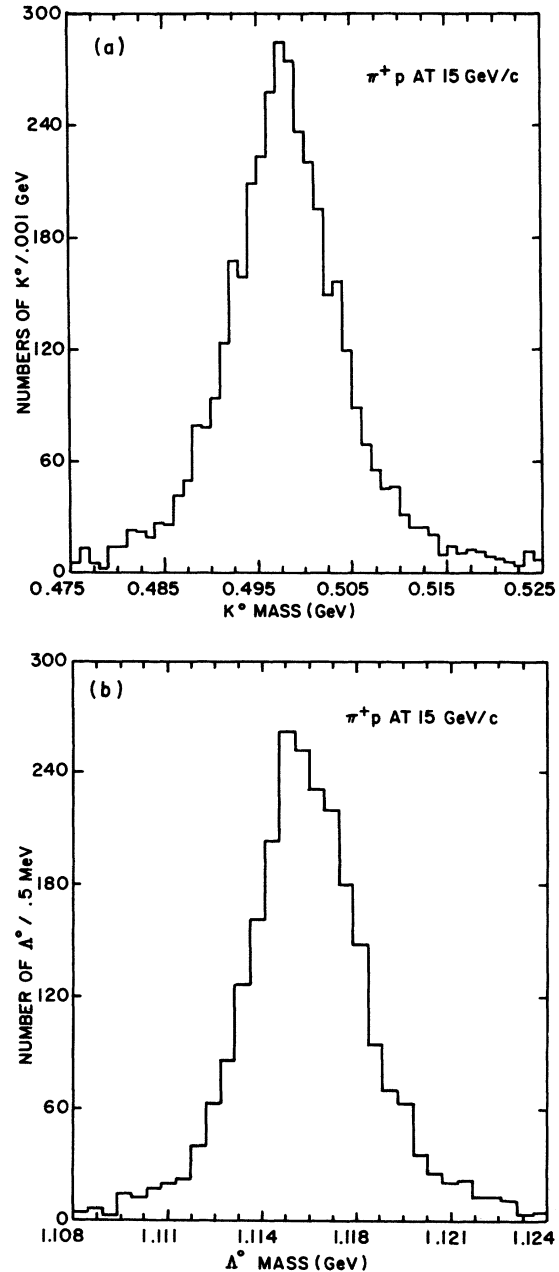 300
(a)
π⁺p AT 15 GeV/c
240
180
120
60
0
NUMBERS OF K°/.001 GeV
0.475 0.485 0.495 0.505 0.515 0.525
K° MASS (GeV)
300
(b)
π⁺p AT 15 GeV/c
240
180
120
60
0
NUMBER OF Λ°/ .5 MeV
1.108 1.111 1.114 1.118 1.121 1.124
Λ° MASS (GeV)